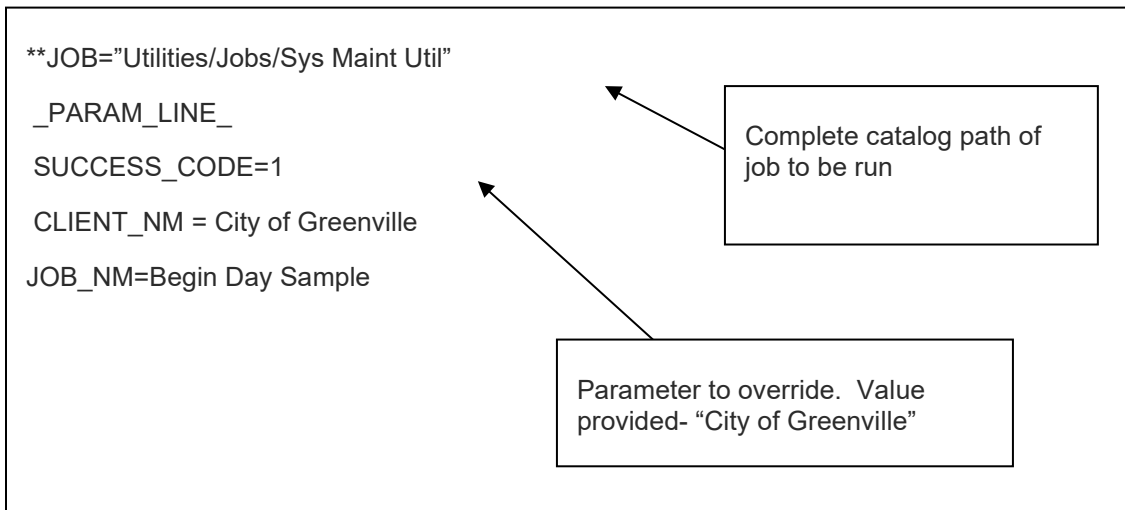 **JOB=”Utilities/Jobs/Sys Maint Util”
_PARAM_LINE_
SUCCESS_CODE=1
CLIENT_NM = City of Greenville
JOB_NM=Begin Day Sample
Complete catalog path of
job to be run
Parameter to override.  Value
provided- “City of Greenville”